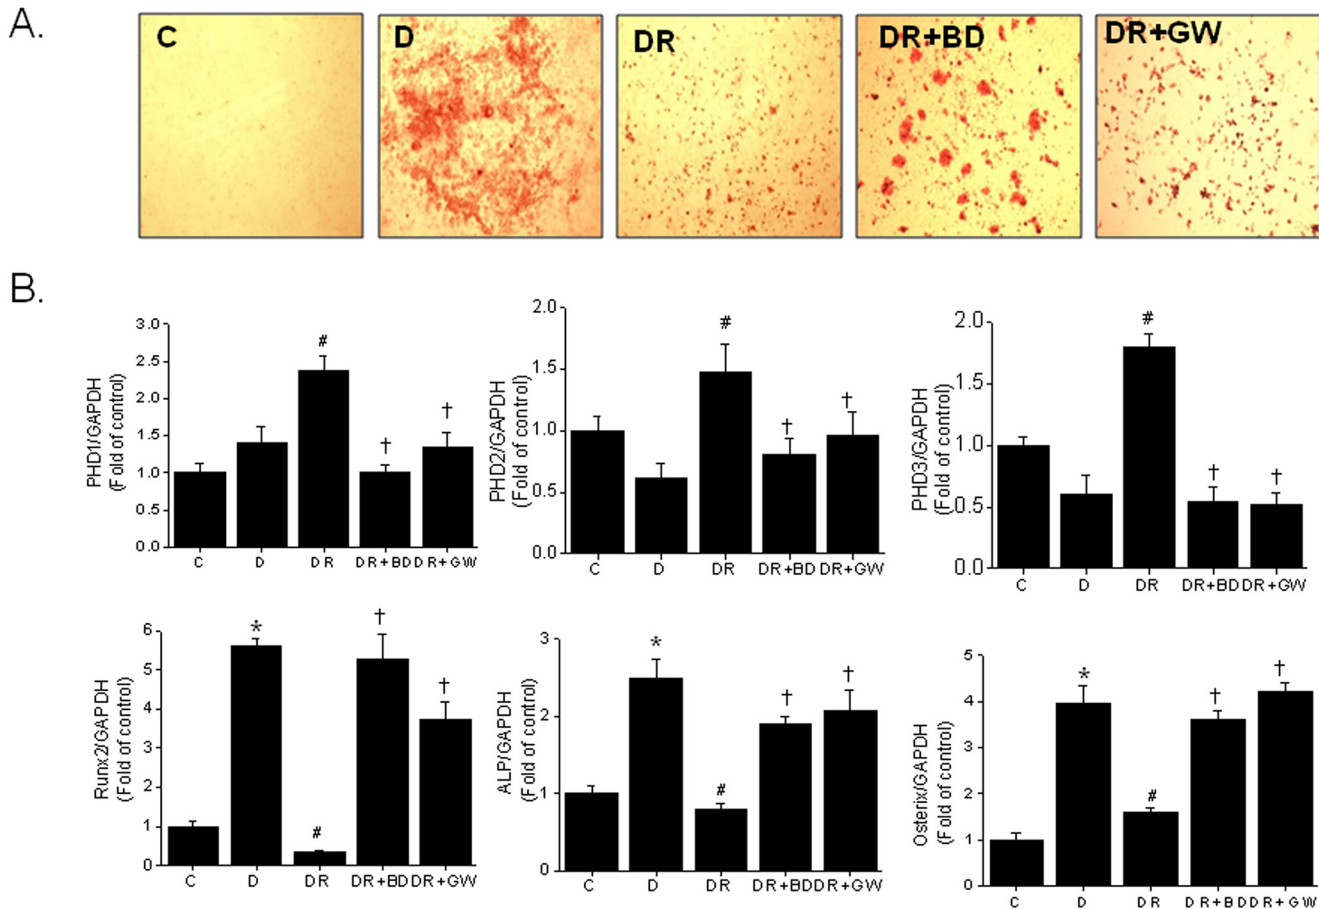 A.
C
D
DR
DR+BD
DR+GW
B.
PHD1/GAPDH
(Fold of control)
3.0
2.5
2.0
1.5
1.0
0.5
0.0
#
†
†
C D DR DR+BD DR+GW
PHD2/GAPDH
(Fold of control)
2.0
1.5
1.0
0.5
0.0
#
†
†
C D DR DR+BD DR+GW
PHD3/GAPDH
(Fold of control)
2.0
1.5
1.0
0.5
0.0
#
†
†
C D DR DR+BD DR+GW
Runx2/GAPDH
(Fold of control)
6
5
4
3
2
1
0
*
#
†
†
C D DR DR+BD DR+GW
ALP/GAPDH
(Fold of control)
3
2
1
0
*
#
†
†
C D DR DR+BD DR+GW
Osterix/GAPDH
(Fold of control)
5
4
3
2
1
0
*
#
†
†
C D DR DR+BD DR+GW